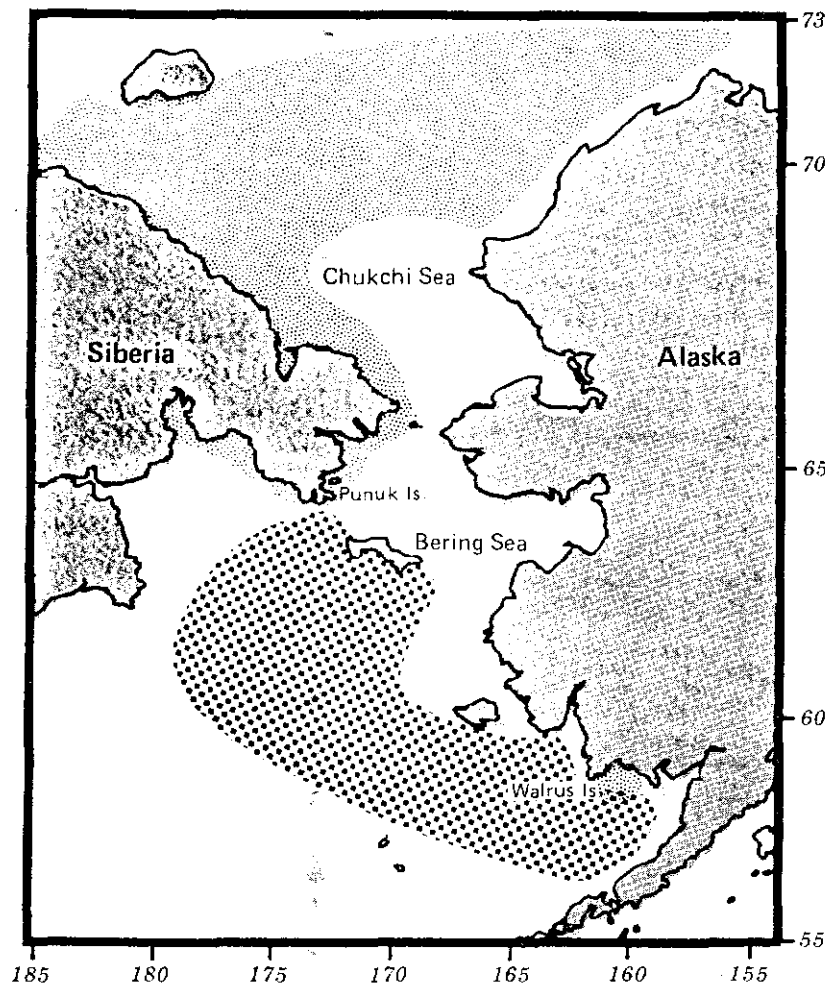 73
70
Chukchi Sea
Siberia
Alaska
65
Punuk Is.
Bering Sea
60
Walrus Is.
55
185 180 175 170 165 160 155